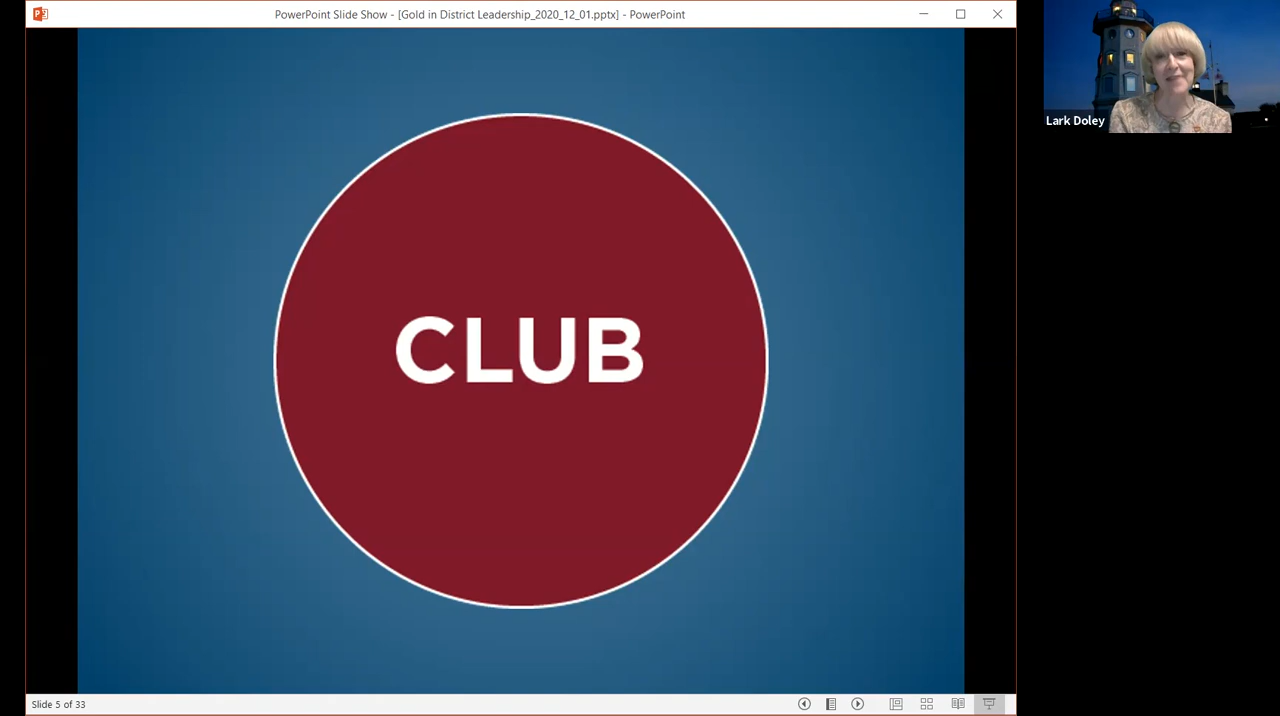 PowerPoint Slide Show - [Gold in District Leadership_2020_12_01.pptx] - PowerPoint
CLUB
Lark Doley
Slide 5 of 33